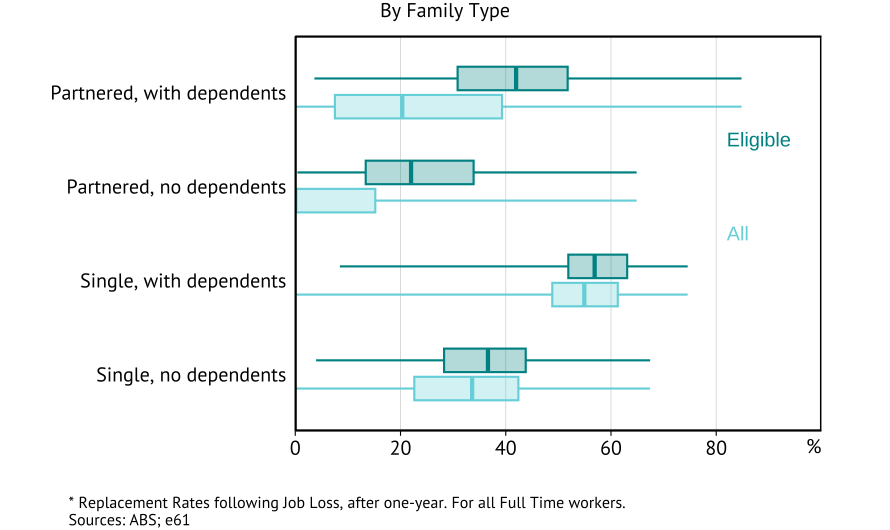 By Family Type
Partnered, with dependents
Eligible
Partnered, no dependents
All
Single, with dependents
Single, no dependents
0 20 40 60 80 %
* Replacement Rates following Job Loss, after one-year. For all Full Time workers.
Sources: ABS; e61